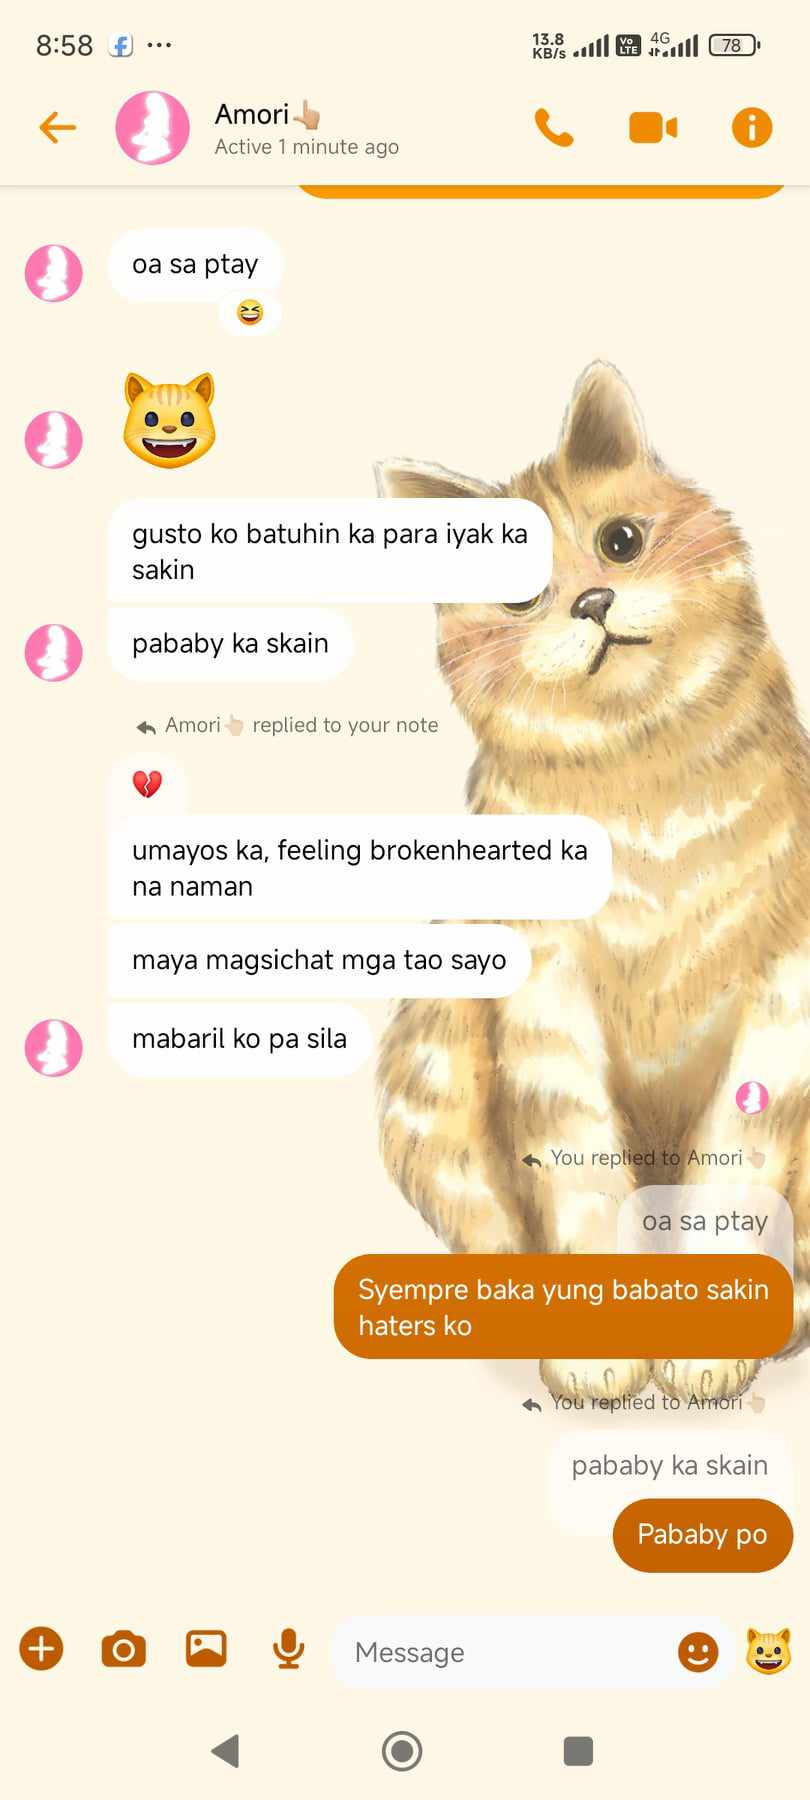 8:58
13.8
KB/s
Vo
LTE
4G
78
Amori👆🏼
Active 1 minute ago
oa sa ptay
😆
😺
gusto ko batuhin ka para iyak ka
sakin
pababy ka skain
Amori👆🏼 replied to your note
💔
umayos ka, feeling brokenhearted ka
na naman
maya magsichat mga tao sayo
mabaril ko pa sila
You replied to Amori👆🏼
oa sa ptay
Syempre baka yung babato sakin
haters ko
You replied to Amori👆🏼
pababy ka skain
Pababy po
Message